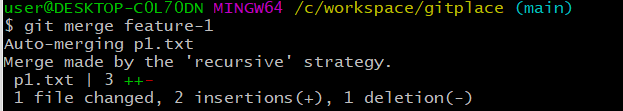 user@DESKTOP-COL7ODN MINGW64 /c/workspace/gitplace (main)
$ git merge feature-1
Auto-merging p1.txt
Merge made by the 'recursive' strategy.
 p1.txt | 3 ++-
 1 file changed, 2 insertions(+), 1 deletion(-)